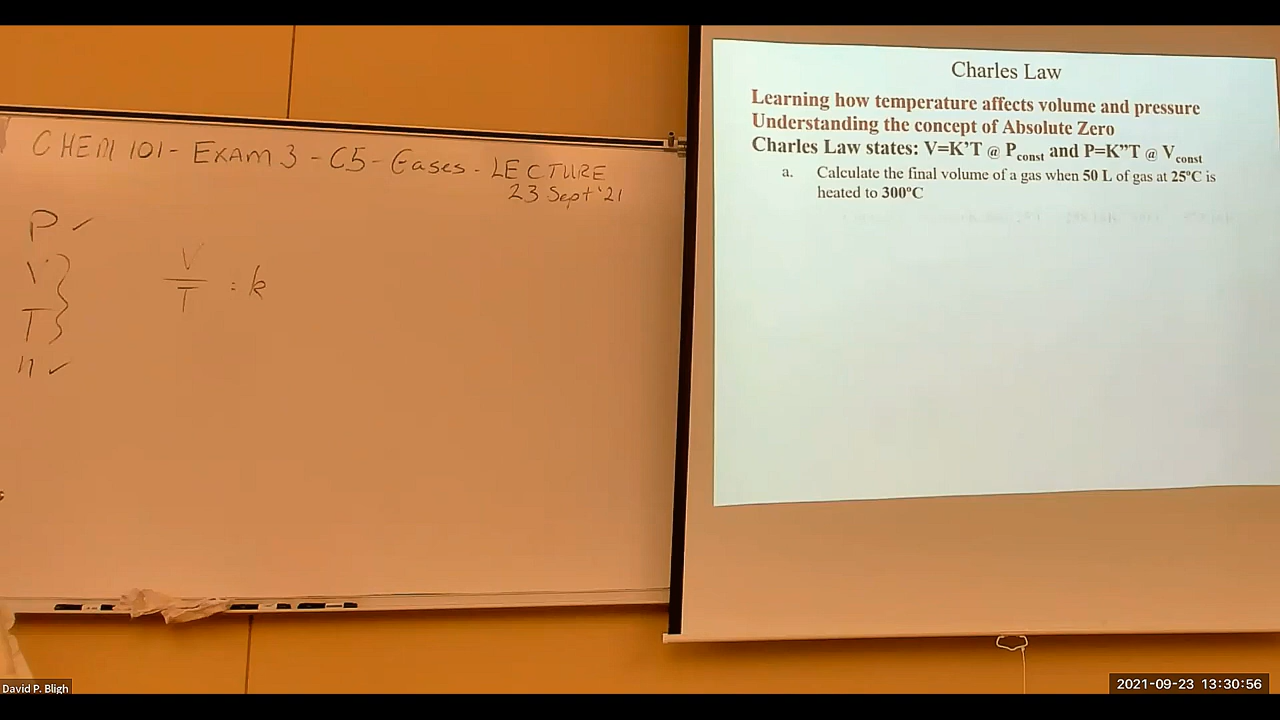 CHEM 101 - EXAM 3 - C5 - Gases - LECTURE
23 Sept '21
P ✓
V
T
n ✓
V
T
: k
Charles Law
Learning how temperature affects volume and pressure
Understanding the concept of Absolute Zero
Charles Law states: V=K’T @ Pconst and P=K”T @ Vconst
a. Calculate the final volume of a gas when 50 L of gas at 25ºC is
heated to 300ºC
David P. Bligh
2021-09-23 13:30:56